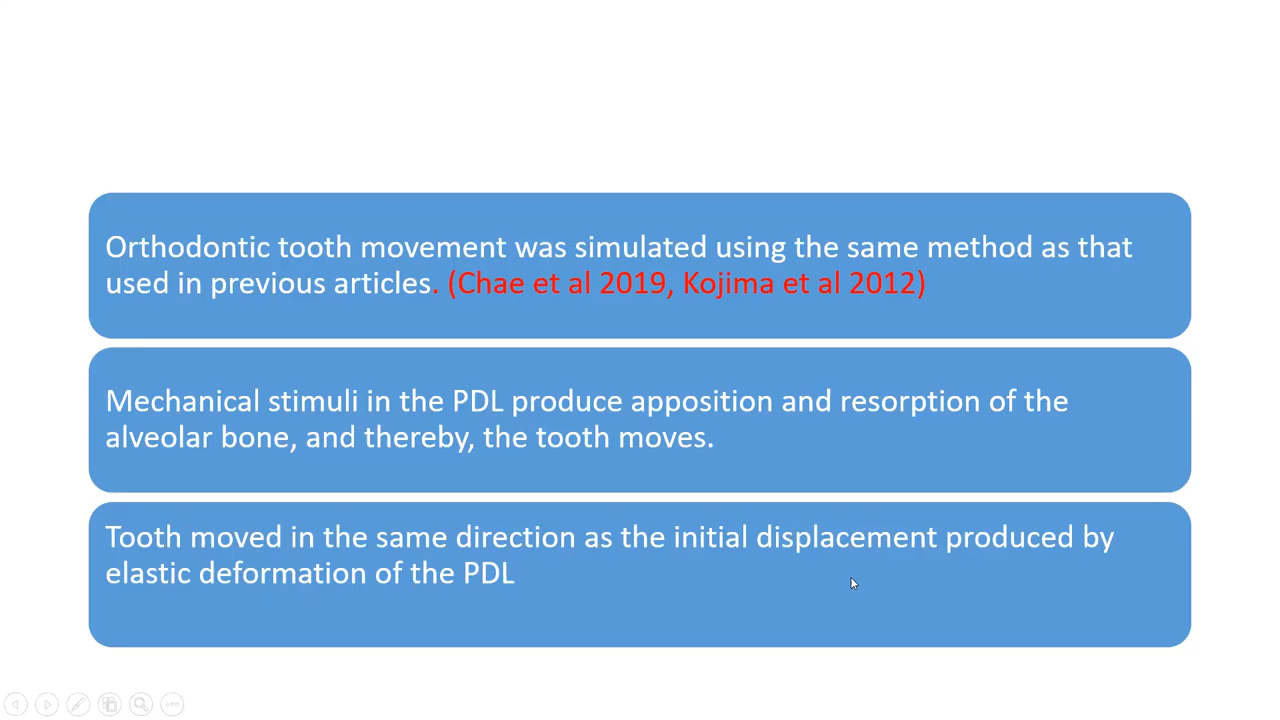 Orthodontic tooth movement was simulated using the same method as that
used in previous articles. (Chae et al 2019, Kojima et al 2012)
Mechanical stimuli in the PDL produce apposition and resorption of the
alveolar bone, and thereby, the tooth moves.
Tooth moved in the same direction as the initial displacement produced by
elastic deformation of the PDL